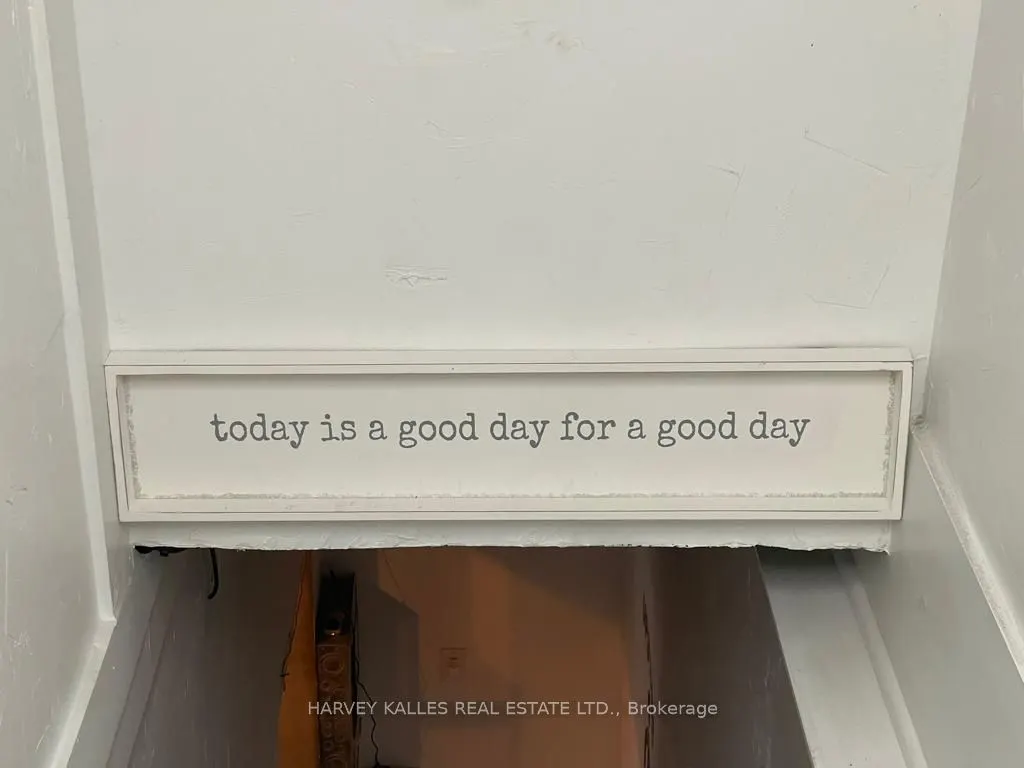 today is a good day for a good day
HARVEY KALLES REAL ESTATE LTD., Brokerage